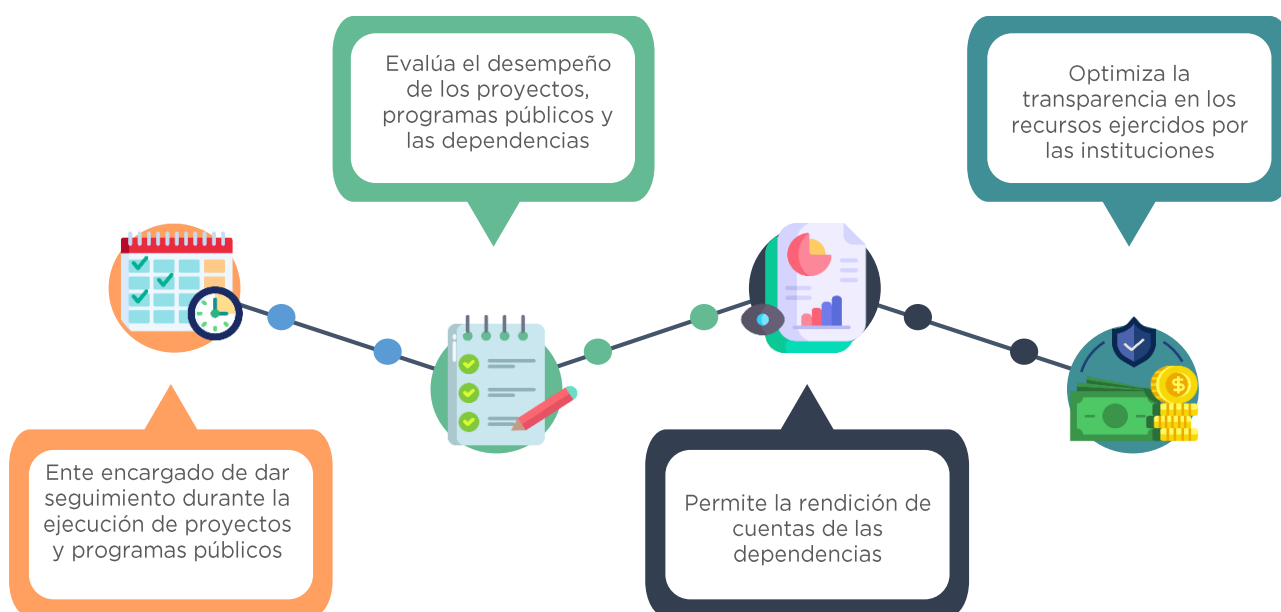 Ente encargado de dar
seguimiento durante la
ejecución de proyectos
y programas públicos
Evalúa el desempeño
de los proyectos,
programas públicos y
las dependencias
Permite la rendición de
cuentas de las
dependencias
Optimiza la
transparencia en los
recursos ejercidos por
las instituciones
$